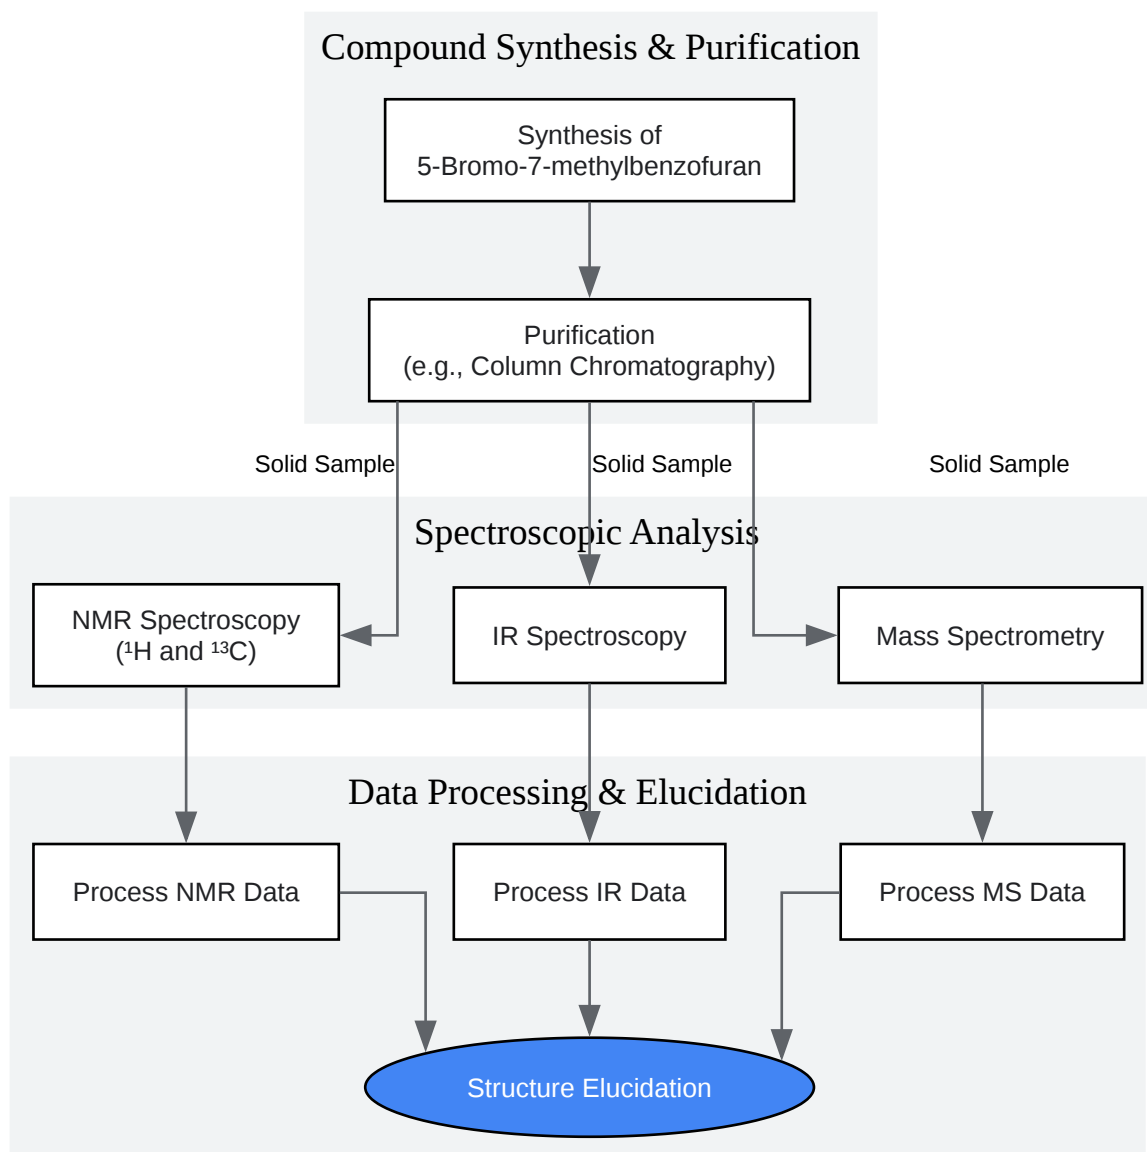 Compound Synthesis & Purification
Synthesis of
5-Bromo-7-methylbenzofuran
Purification
(e.g., Column Chromatography)
Solid Sample
Solid Sample
Solid Sample
Spectroscopic Analysis
NMR Spectroscopy
(¹H and ¹³C)
IR Spectroscopy
Mass Spectrometry
Data Processing & Elucidation
Process NMR Data
Process IR Data
Process MS Data
Structure Elucidation